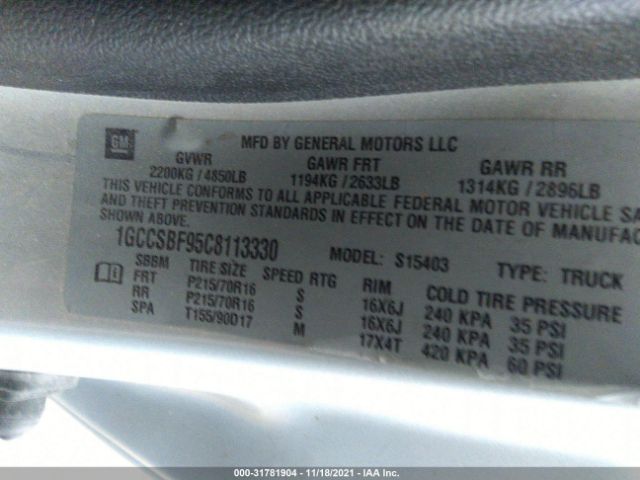 GM
MFD BY GENERAL MOTORS LLC
GVWR GAWR FRT GAWR RR
2200KG / 4850LB 1194KG / 2633LB 1314KG / 2896LB
THIS VEHICLE CONFORMS TO ALL APPLICABLE FEDERAL MOTOR VEHICLE
AND THEFT PREVENTION STANDARDS IN EFFECT ON THE DATE OF
SHOWN ABOVE.
1GCCSBF95C8113330 MODEL: S15403 TYPE: TRUCK
SBBM TIRE SIZE SPEED RTG RIM COLD TIRE PRESSURE
FRT P215/70R16 S 16X6J 240 KPA 35 PSI
RR P215/70R16 S 16X6J 240 KPA 35 PSI
SPA T155/90D17 M 17X4T 420 KPA 60 PSI
000-31781904 - 11/18/2021 - IAA Inc.